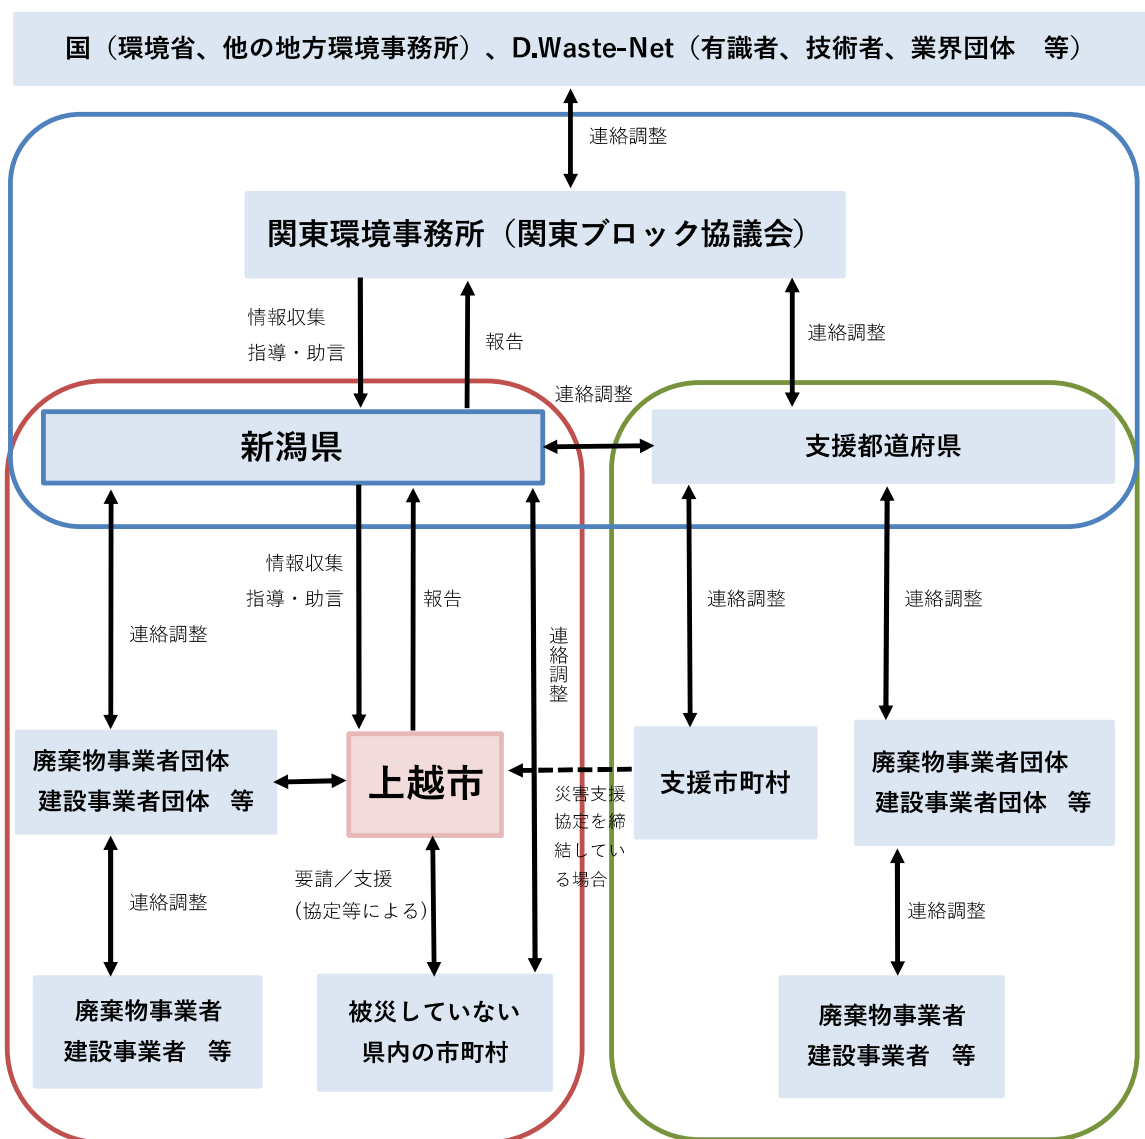 国（環境省、他の地方環境事務所）、D.Waste-Net（有識者、技術者、業界団体　等）
連絡調整
関東環境事務所（関東ブロック協議会）
情報収集
指導・助言
報告
連絡調整
連絡調整
新潟県
支援都道府県
情報収集
指導・助言
報告
連絡調整
連絡調整
連絡調整
連絡調整
廃棄物事業者団体
建設事業者団体　等
上越市
支援市町村
廃棄物事業者団体
建設事業者団体　等
災害支援
協定を締
結してい
る場合
連絡調整
要請／支援
(協定等による)
連絡調整
廃棄物事業者
建設事業者　等
被災していない
県内の市町村
廃棄物事業者
建設事業者　等